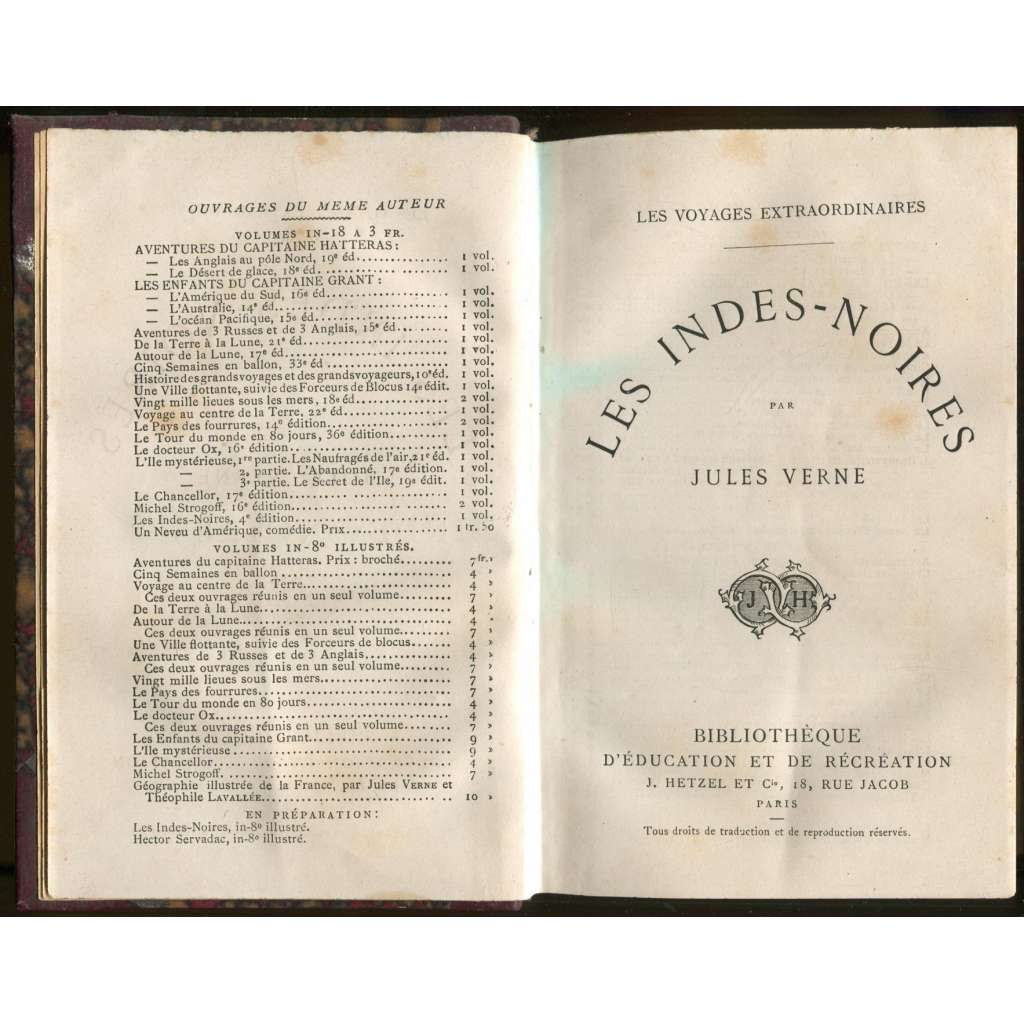 OUVRAGES DU MEME AUTEUR
VOLUMES IN-18 A 3 FR.
AVENTURES DU CAPITAINE HATTERAS:
— Les Anglais au pôle Nord, 19e éd. 1 vol.
— Le Désert de glace, 18e éd. 1 vol.
LES ENFANTS DU CAPITAINE GRANT:
— L'Amérique du Sud, 16e éd. 1 vol.
— L'Australie, 14e éd. 1 vol.
— L'océan Pacifique, 15e éd. 1 vol.
Aventures de 3 Russes et de 3 Anglais, 15e éd. 1 vol.
De la Terre à la Lune, 21e éd. 1 vol.
Autour de la Lune, 17e éd. 1 vol.
Cinq Semaines en ballon, 33e éd. 1 vol.
Histoire des grands voyages et des grands voyageurs, 10e éd. 1 vol.
Une Ville flottante, suivie des Forceurs de Blocus 14e édit. 1 vol.
Vingt mille lieues sous les mers, 18e éd. 2 vol.
Voyage au centre de la Terre, 22e éd. 1 vol.
Le Pays des fourrures, 14e édition. 2 vol.
Le Tour du monde en 80 jours, 36e édition. 1 vol.
Le docteur Ox, 16e édition. 1 vol.
L'Ile mystérieuse, 1re partie. Les Naufragés de l'air, 21e éd. 1 vol.
— 2e partie. L'Abandonné, 17e édition. 1 vol.
— 3e partie. Le Secret de l'Ile, 19e édit. 1 vol.
Le Chancellor, 17e édition. 1 vol.
Michel Strogoff, 16e édition. 2 vol.
Les Indes-Noires, 4e édition. 1 vol.
Un Neveu d'Amérique, comédie. Prix. 1 fr. 50
VOLUMES IN-8o ILLUSTRÉS.
Aventures du capitaine Hatteras. Prix : broché. 7 fr. »
Cinq Semaines en ballon 4 »
Voyage au centre de la Terre. 4 »
Ces deux ouvrages réunis en un seul volume. 7 »
De la Terre à la Lune. 4 »
Autour de la Lune. 4 »
Ces deux ouvrages réunis en un seul volume. 7 »
Une Ville flottante, suivie des Forceurs de blocus. 4 »
Aventures de 3 Russes et de 3 Anglais. 4 »
Ces deux ouvrages réunis en un seul volume. 7 »
Vingt mille lieues sous les mers. 7 »
Le Pays des fourrures. 7 »
Le Tour du monde en 80 jours. 4 »
Le docteur Ox. 4 »
Ces deux ouvrages réunis en un seul volume. 7 »
Les Enfants du capitaine Grant. 9 »
L'Ile mystérieuse 9 »
Le Chancellor. 4 »
Michel Strogoff. 7 »
Géographie illustrée de la France, par Jules VERNE et
Théophile LAVALLÉE. 10 »
EN PRÉPARATION:
Les Indes-Noires, in-8o illustré.
Hector Servadac, in-8o illustré.
LES VOYAGES EXTRAORDINAIRES
LES INDES-NOIRES
PAR
JULES VERNE
J H
BIBLIOTHÈQUE
D'ÉDUCATION ET DE RÉCRÉATION
J. HETZEL ET Cie, 18, RUE JACOB
PARIS
Tous droits de traduction et de reproduction réservés.